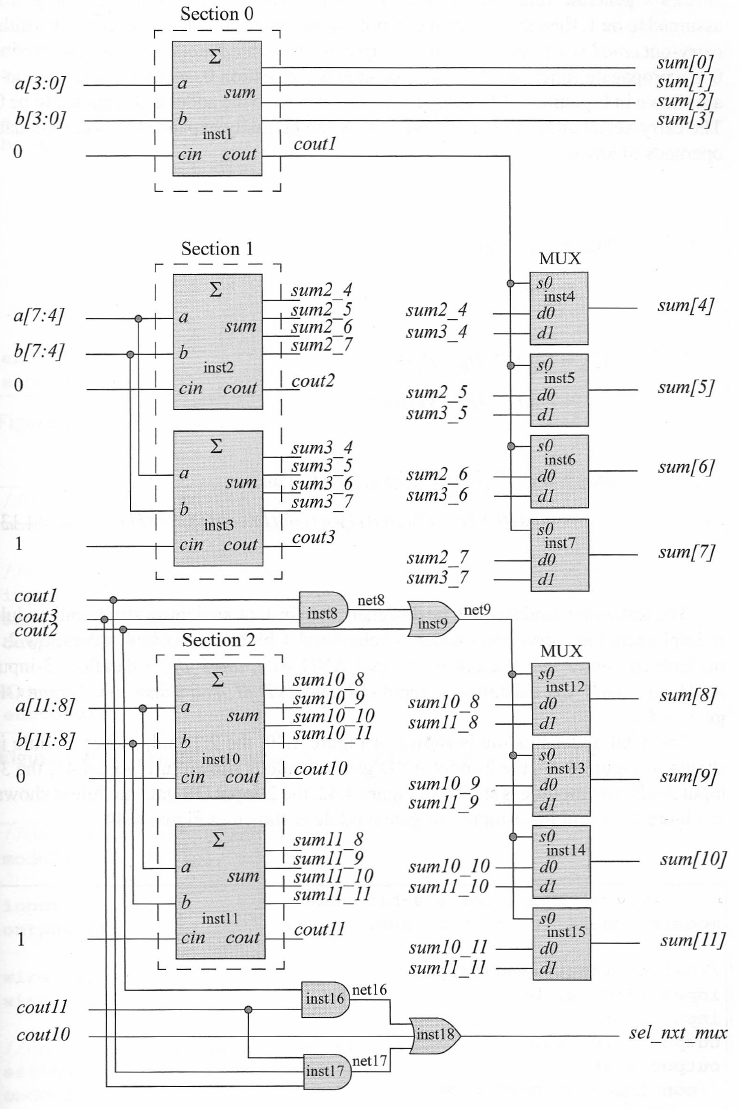 Section 0
Σ
a[3:0] a sum sum[0]
sum[1]
sum[2]
b[3:0] b sum[3]
inst1
0 cin cout cout1
Section 1
MUX
Σ
s0
inst4
sum2_4 sum2_4 d0 sum[4]
sum3_4 d1
a[7:4] a sum sum2_5
sum2_6
b[7:4] b sum2_7
inst2
0 cin cout cout2
s0
inst5
sum2_5 d0 sum[5]
sum3_5 d1
Σ
sum3_4
a sum sum3_5
sum3_6
b sum3_7
inst3
1 cin cout cout3
s0
inst6
sum2_6 d0 sum[6]
sum3_6 d1
s0
inst7
sum2_7 d0 sum[7]
sum3_7 d1
cout1
cout3
cout2
inst8 net8 inst9 net9
Section 2
MUX
Σ
sum10_8
a[11:8] a sum sum10_9
sum10_10
b[11:8] b sum10_11
inst10
0 cin cout cout10
s0
inst12
sum10_8 d0 sum[8]
sum11_8 d1
s0
inst13
sum10_9 d0 sum[9]
sum11_9 d1
Σ
sum11_8
a sum sum11_9
sum11_10
b sum11_11
inst11
1 cin cout cout11
s0
inst14
sum10_10 d0 sum[10]
sum11_10 d1
s0
inst15
sum10_11 d0 sum[11]
sum11_11 d1
inst16 net16
cout11
cout10 inst18 sel_nxt_mux
inst17 net17